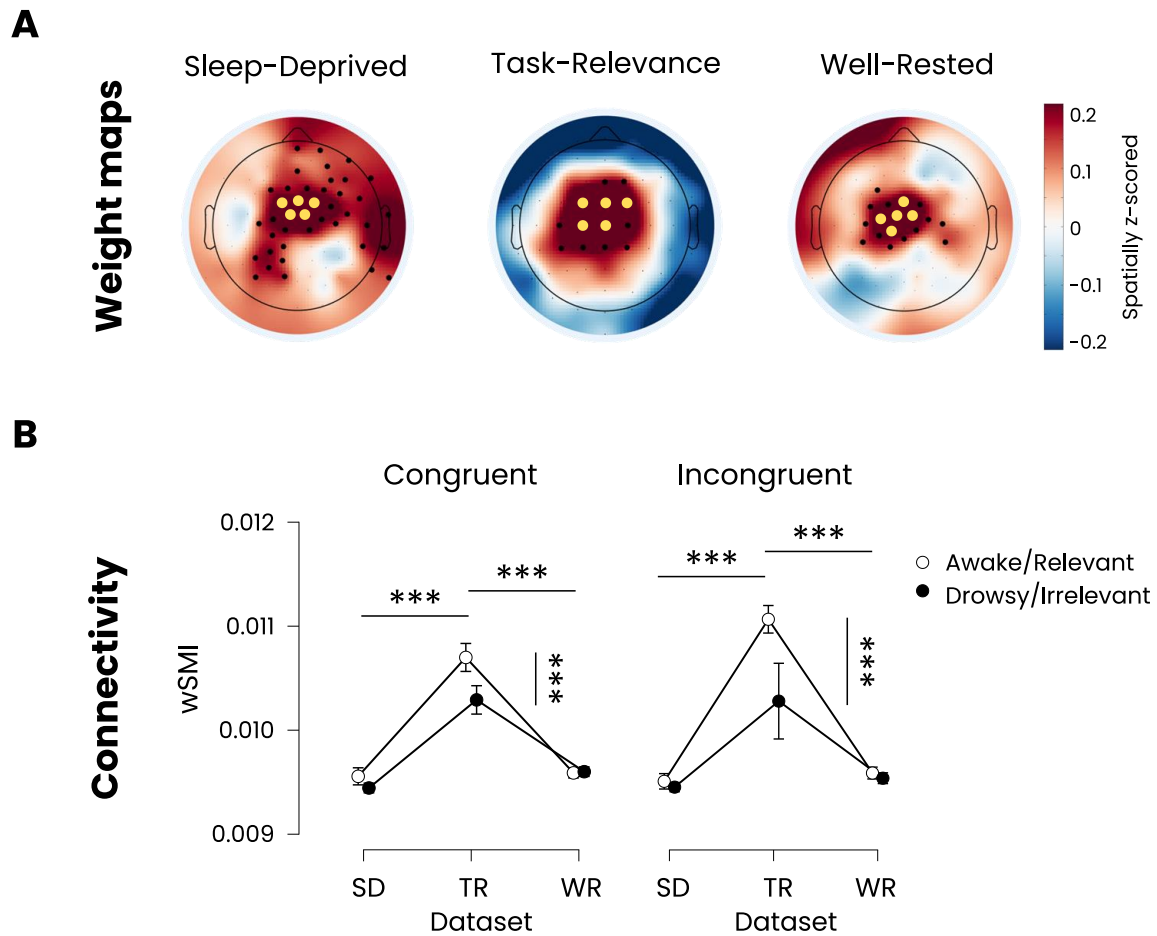 A
Sleep-Deprived
Task-Relevance
Well-Rested
Weight maps
0.2
0.1
0
-0.1
-0.2
Spatially z-scored
B
Congruent
Incongruent
Connectivity
wSMI
0.012
0.011
0.010
0.009
***
***
***
***
***
***
Awake/Relevant
Drowsy/Irrelevant
SD TR WR
Dataset
SD TR WR
Dataset